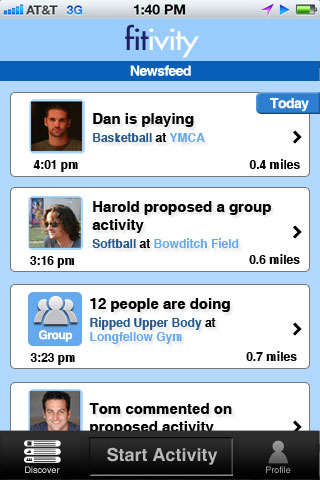 AT&T 3G 1:40 PM
fitivity
Newsfeed
Today
Dan is playing
Basketball at YMCA
4:01 pm 0.4 miles
Harold proposed a group
activity
Softball at Bowditch Field
3:16 pm 0.6 miles
12 people are doing
Ripped Upper Body at
Longfellow Gym
Group
3:23 pm 0.7 miles
Tom commented on
proposed activity
Discover Start Activity Profile